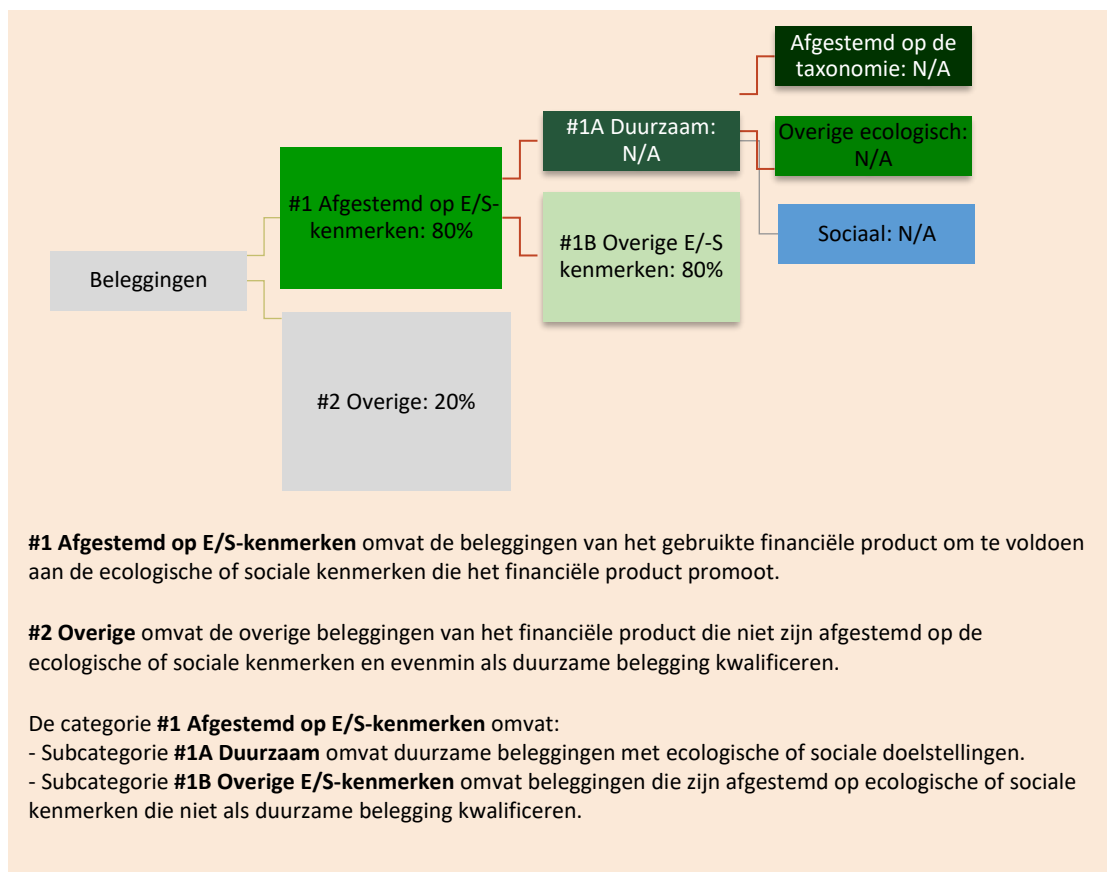 Afgestemd op de
taxonomie: N/A
#1A Duurzaam:
N/A
Overige ecologisch:
N/A
#1 Afgestemd op E/S-
kenmerken: 80%
#1B Overige E/-S
kenmerken: 80%
Sociaal: N/A
Beleggingen
#2 Overige: 20%
#1 Afgestemd op E/S-kenmerken omvat de beleggingen van het gebruikte financiële product om te voldoen
aan de ecologische of sociale kenmerken die het financiële product promoot.
#2 Overige omvat de overige beleggingen van het financiële product die niet zijn afgestemd op de
ecologische of sociale kenmerken en evenmin als duurzame belegging kwalificeren.
De categorie #1 Afgestemd op E/S-kenmerken omvat:
- Subcategorie #1A Duurzaam omvat duurzame beleggingen met ecologische of sociale doelstellingen.
- Subcategorie #1B Overige E/S-kenmerken omvat beleggingen die zijn afgestemd op ecologische of sociale
kenmerken die niet als duurzame belegging kwalificeren.